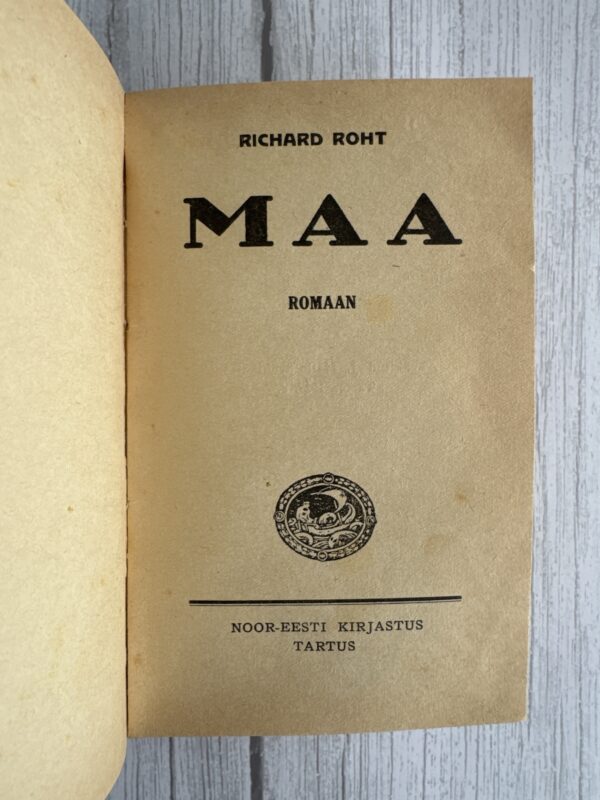 RICHARD ROHT
MAA
ROMAAN
NOOR-EESTI KIRJASTUS
TARTUS